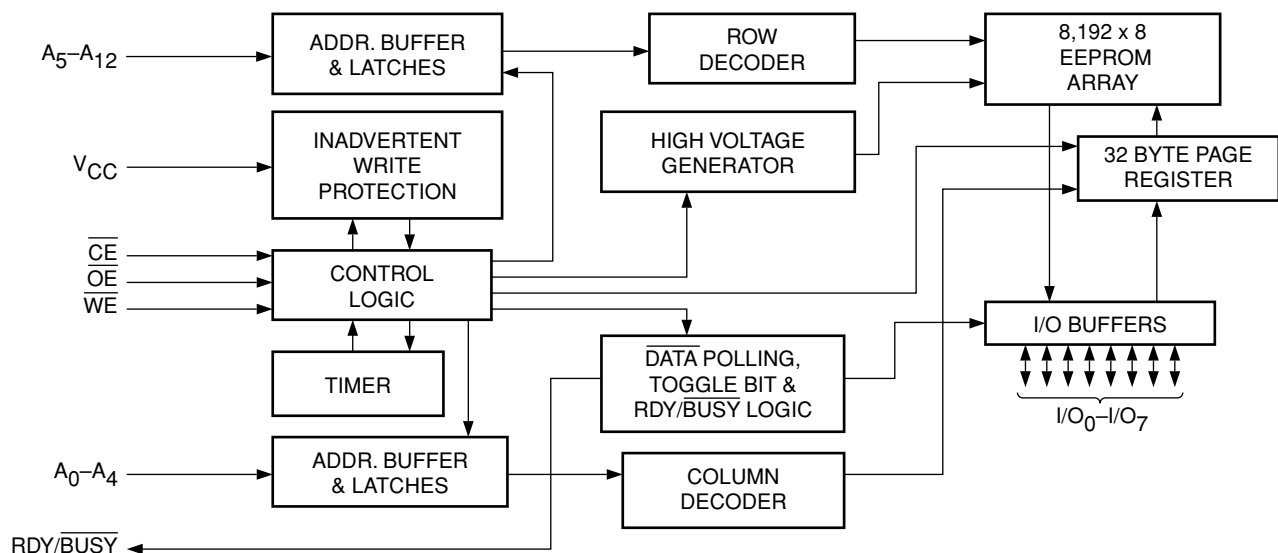 A5–A12
ADDR. BUFFER
& LATCHES
ROW
DECODER
8,192 x 8
EEPROM
ARRAY
VCC
INADVERTENT
WRITE
PROTECTION
HIGH VOLTAGE
GENERATOR
32 BYTE PAGE
REGISTER
CE
OE
WE
CONTROL
LOGIC
I/O BUFFERS
TIMER
DATA POLLING,
TOGGLE BIT &
RDY/BUSY LOGIC
I/O0–I/O7
A0–A4
ADDR. BUFFER
& LATCHES
COLUMN
DECODER
RDY/BUSY